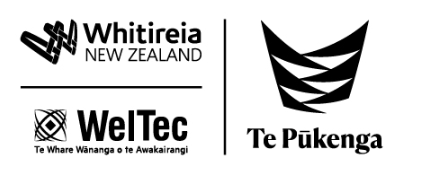 Whitireia
NEW ZEALAND
WelTec
Te Whare Wānanga o te Awakairangi
Te Pūkenga